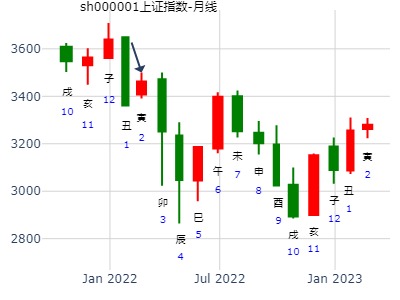 sh000001上证指数-月线
3600
3400
3200
3000
2800
戌
10
亥
11
子
12
丑
1
寅
2
卯
3
辰
4
巳
5
午
6
未
7
申
8
酉
9
戌
10
亥
11
子
12
丑
1
寅
2
Jan 2022
Jul 2022
Jan 2023